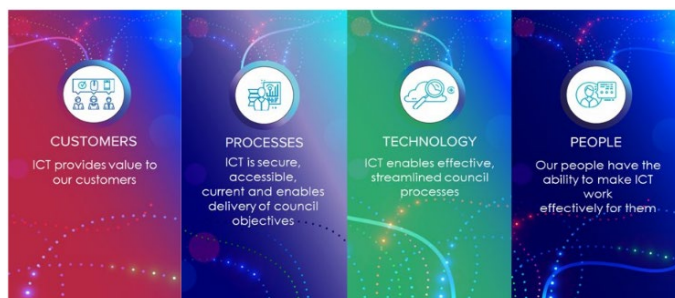 CUSTOMERS
ICT provides value to
our customers
PROCESSES
ICT is secure,
accessible,
current and enables
delivery of council
objectives
TECHNOLOGY
ICT enables effective,
streamlined council
processes
PEOPLE
Our people have the
ability to make ICT
work
effectively for them